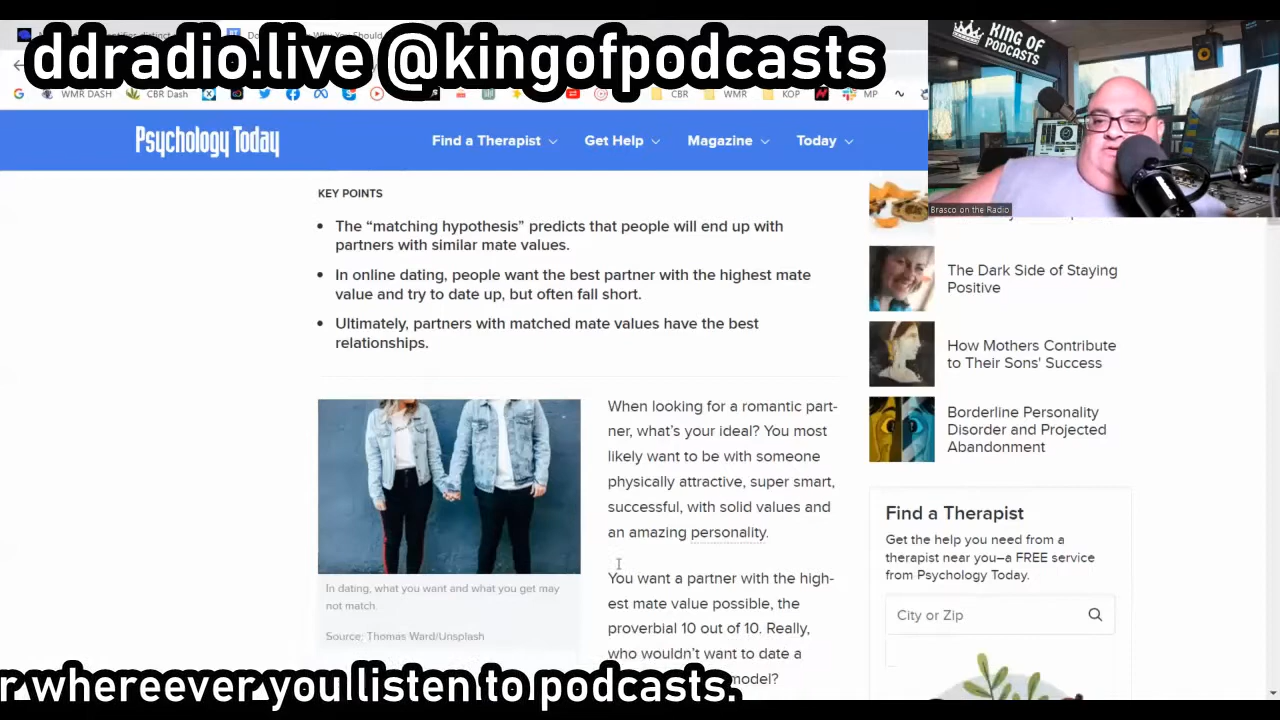 ddradio.live @kingofpodcasts
WMR DASH
CBR Dash
CBR
WMR
KOP
MP
KING OF
PODCASTS
Brasco on the Radio
Psychology Today
Find a Therapist
Get Help
Magazine
Today
KEY POINTS
The “matching hypothesis” predicts that people will end up with
partners with similar mate values.
In online dating, people want the best partner with the highest mate
value and try to date up, but often fall short.
Ultimately, partners with matched mate values have the best
relationships.
In dating, what you want and what you get may
not match.
Source: Thomas Ward/Unsplash
When looking for a romantic part-
ner, what’s your ideal? You most
likely want to be with someone
physically attractive, super smart,
successful, with solid values and
an amazing personality.
You want a partner with the high-
est mate value possible, the
proverbial 10 out of 10. Really,
who wouldn’t want to date a
model?
The Dark Side of Staying
Positive
How Mothers Contribute
to Their Sons' Success
Borderline Personality
Disorder and Projected
Abandonment
Find a Therapist
Get the help you need from a
therapist near you–a FREE service
from Psychology Today.
City or Zip
r whereever you listen to podcasts.